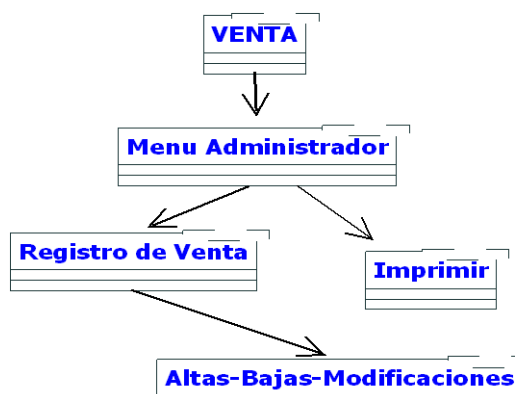 VENTA
Menu Administrador
Registro de Venta
Imprimir
Altas-Bajas-Modificaciones